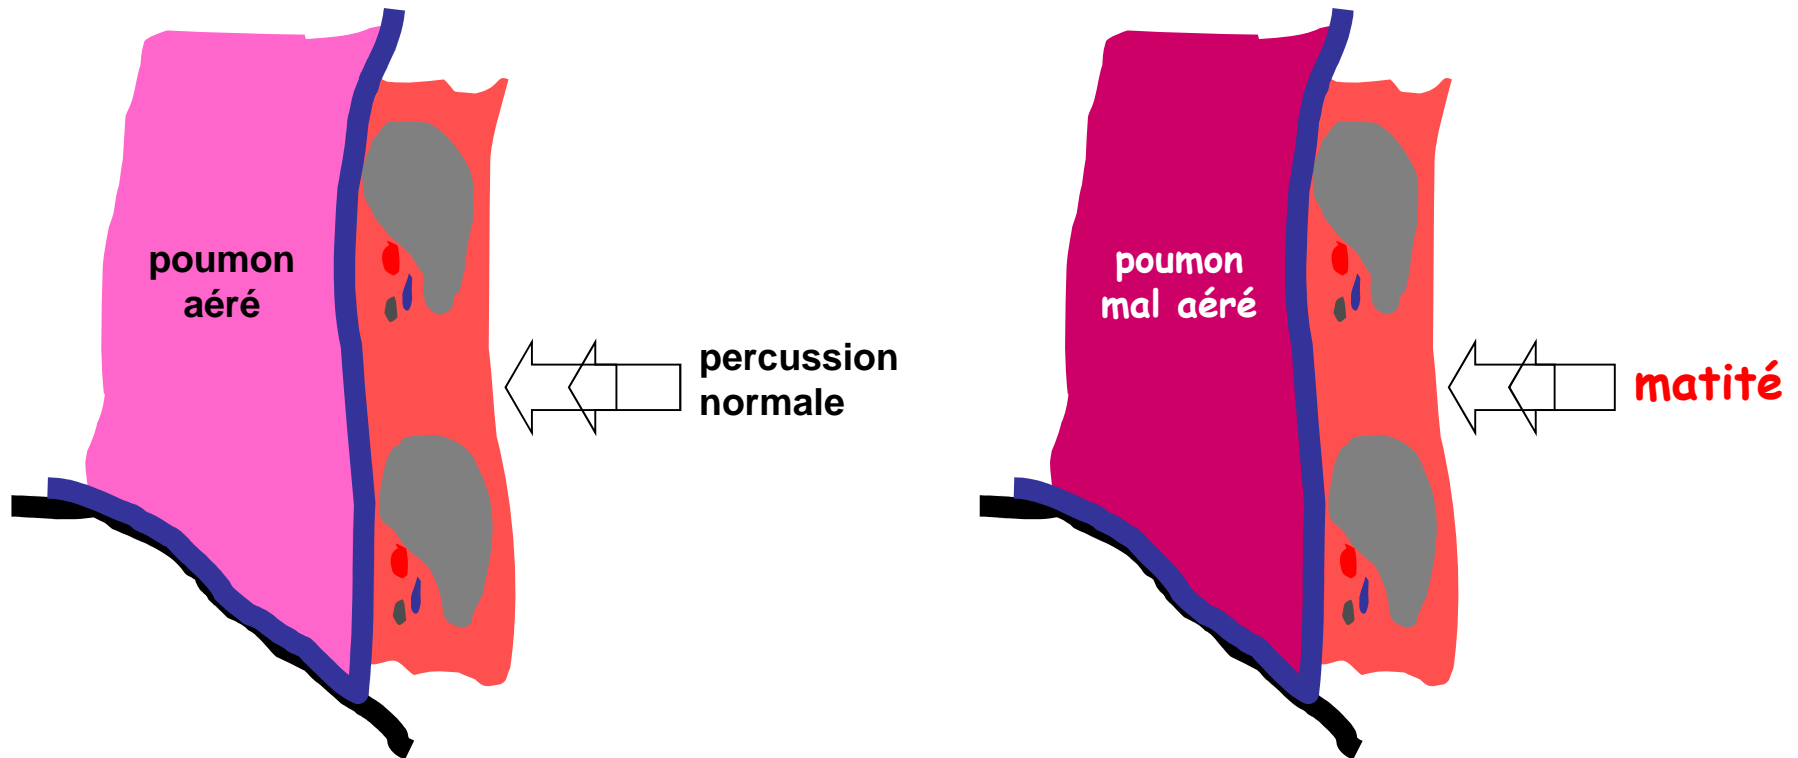 poumon
aéré
percussion
normale
poumon
mal aéré
matité